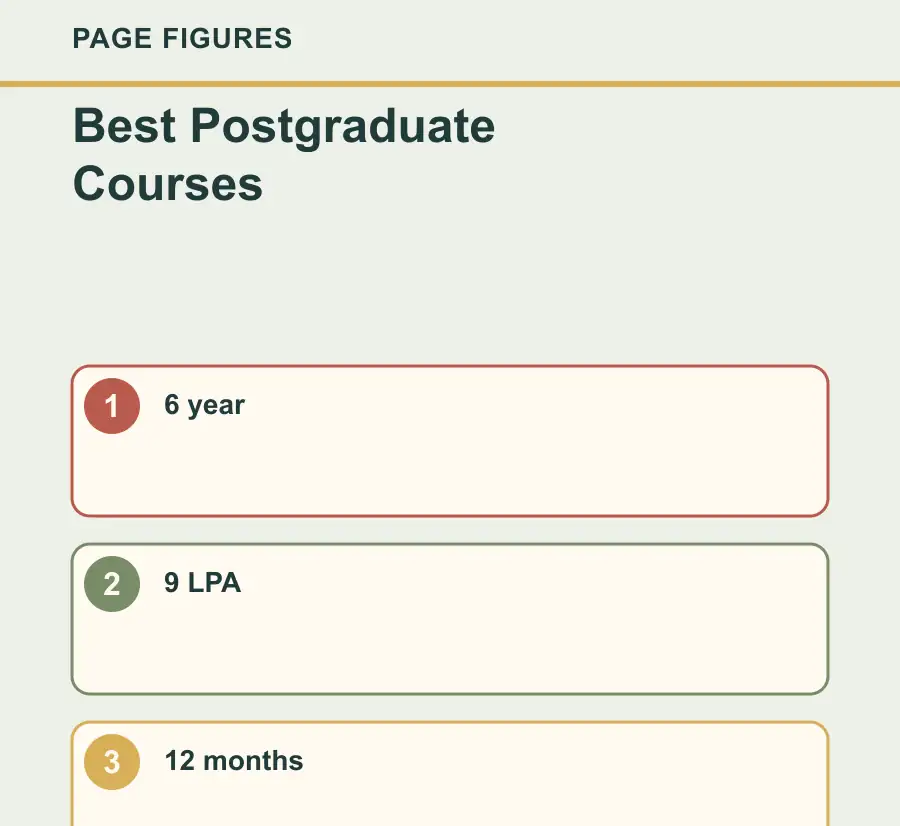 PAGE FIGURES
Best Postgraduate
Courses
1
6 year
2
9 LPA
3
12 months